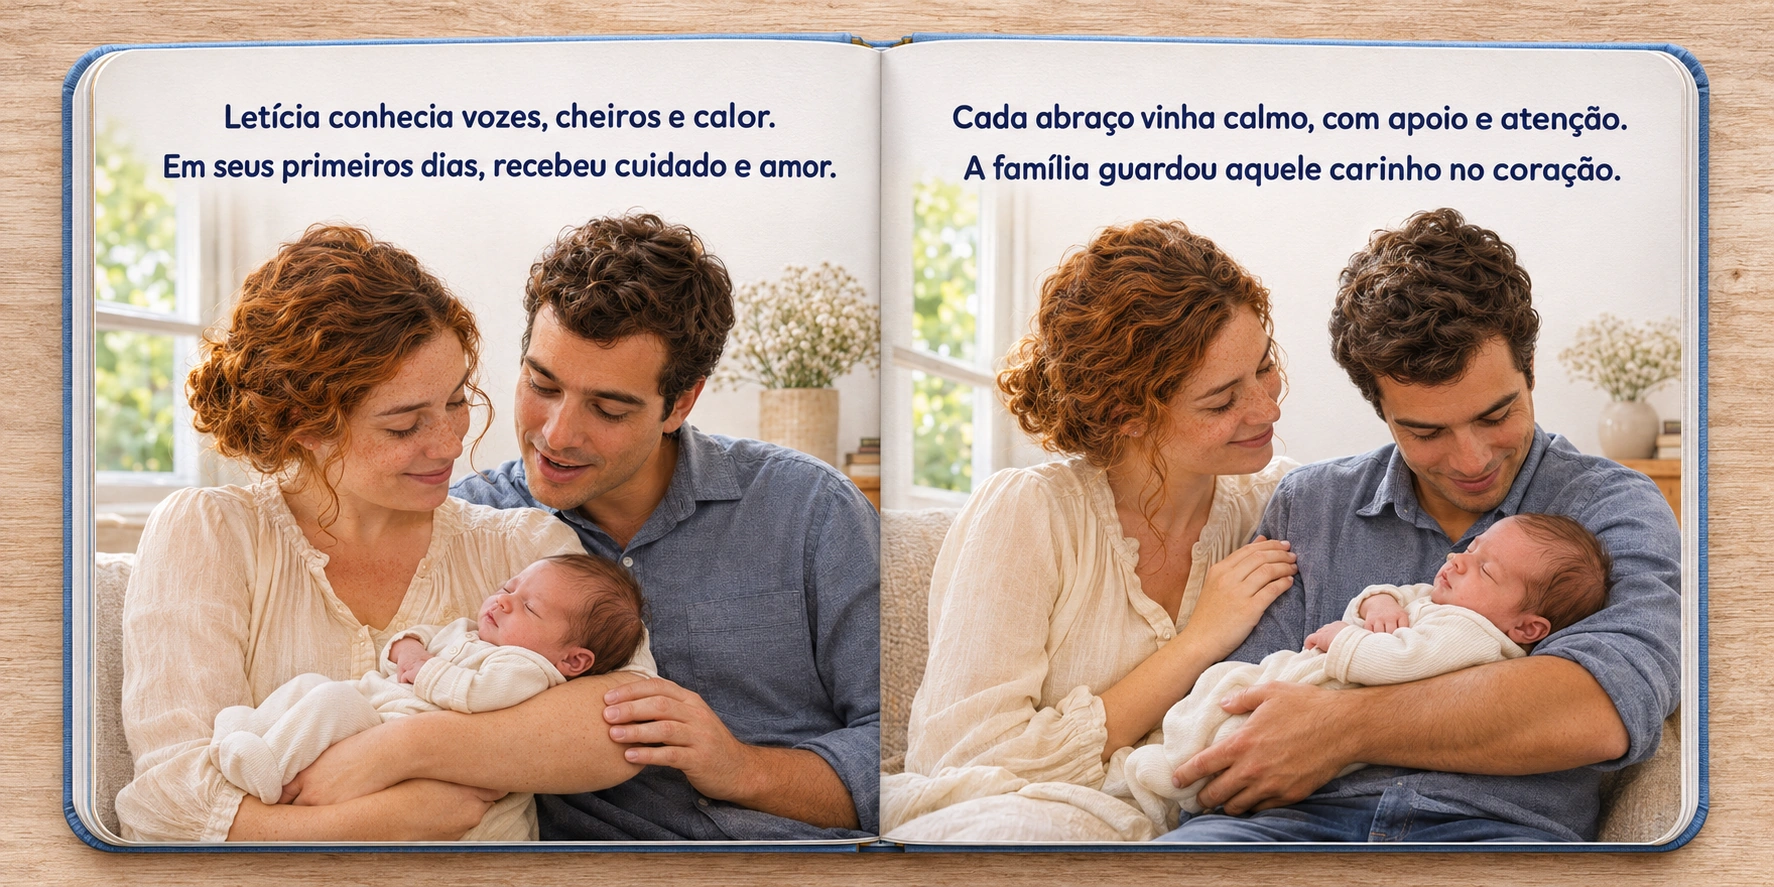 Letícia conhecia vozes, cheiros e calor.
Em seus primeiros dias, recebeu cuidado e amor.
Cada abraço vinha calmo, com apoio e atenção.
A família guardou aquele carinho no coração.